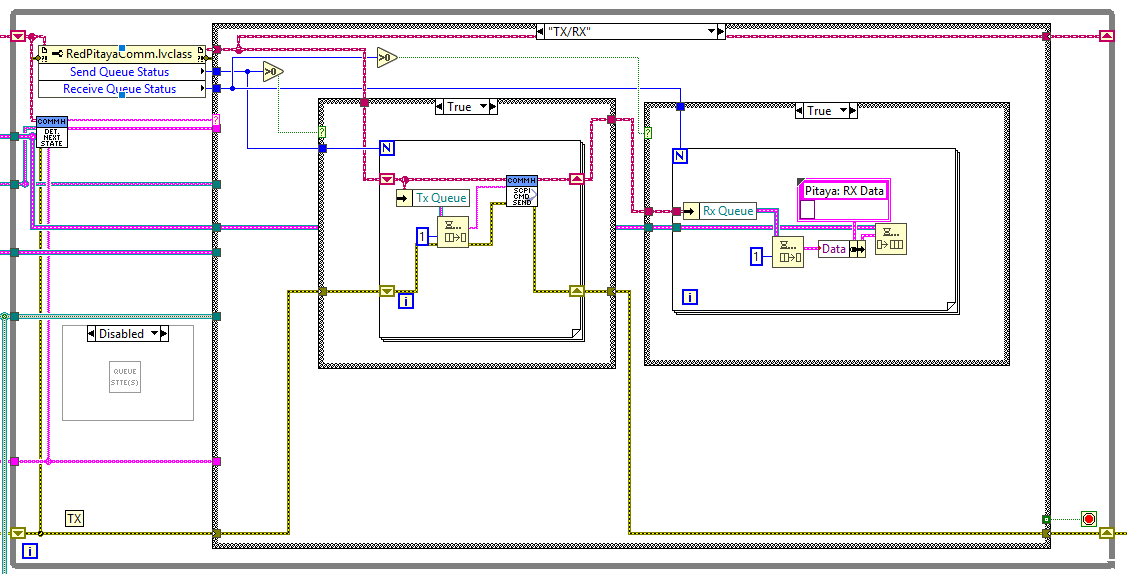 "TX/RX"
RedPitayaComm.lvclass
Send Queue Status
Receive Queue Status
>0
>0
?!
?!
True
True
COMM H
DET.
NEXT
STATE
?
?
?
N
N
COMM H
SCPI
CMD
SEND
Tx Queue
1
i
Pitaya: RX Data
Rx Queue
1
Data
i
Disabled
QUEUE
STTE(S)
TX
i